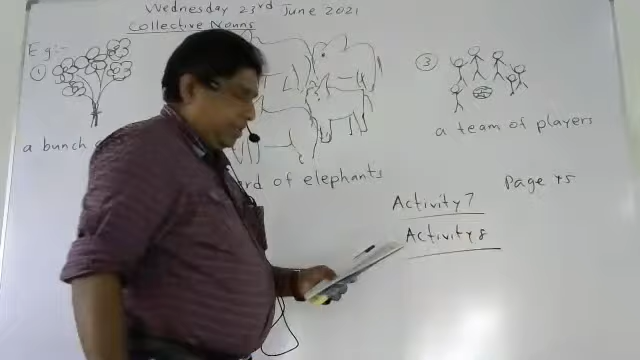 Wednesday 23rd June 2021
Collective Nouns
Eg:-
①
③
a bunch
a team of players
of elephants
Page 75
Activity 7
Activity 8